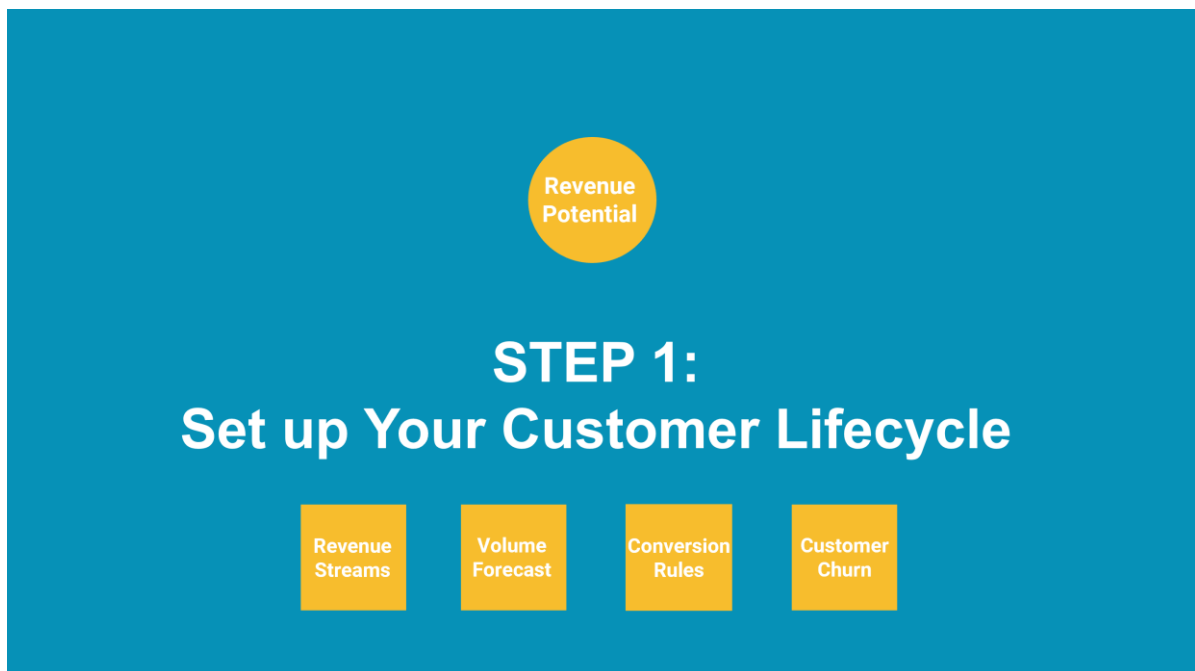 Revenue
Potential
STEP 1:
Set up Your Customer Lifecycle
Revenue
Streams
Volume
Forecast
Conversion
Rules
Customer
Churn